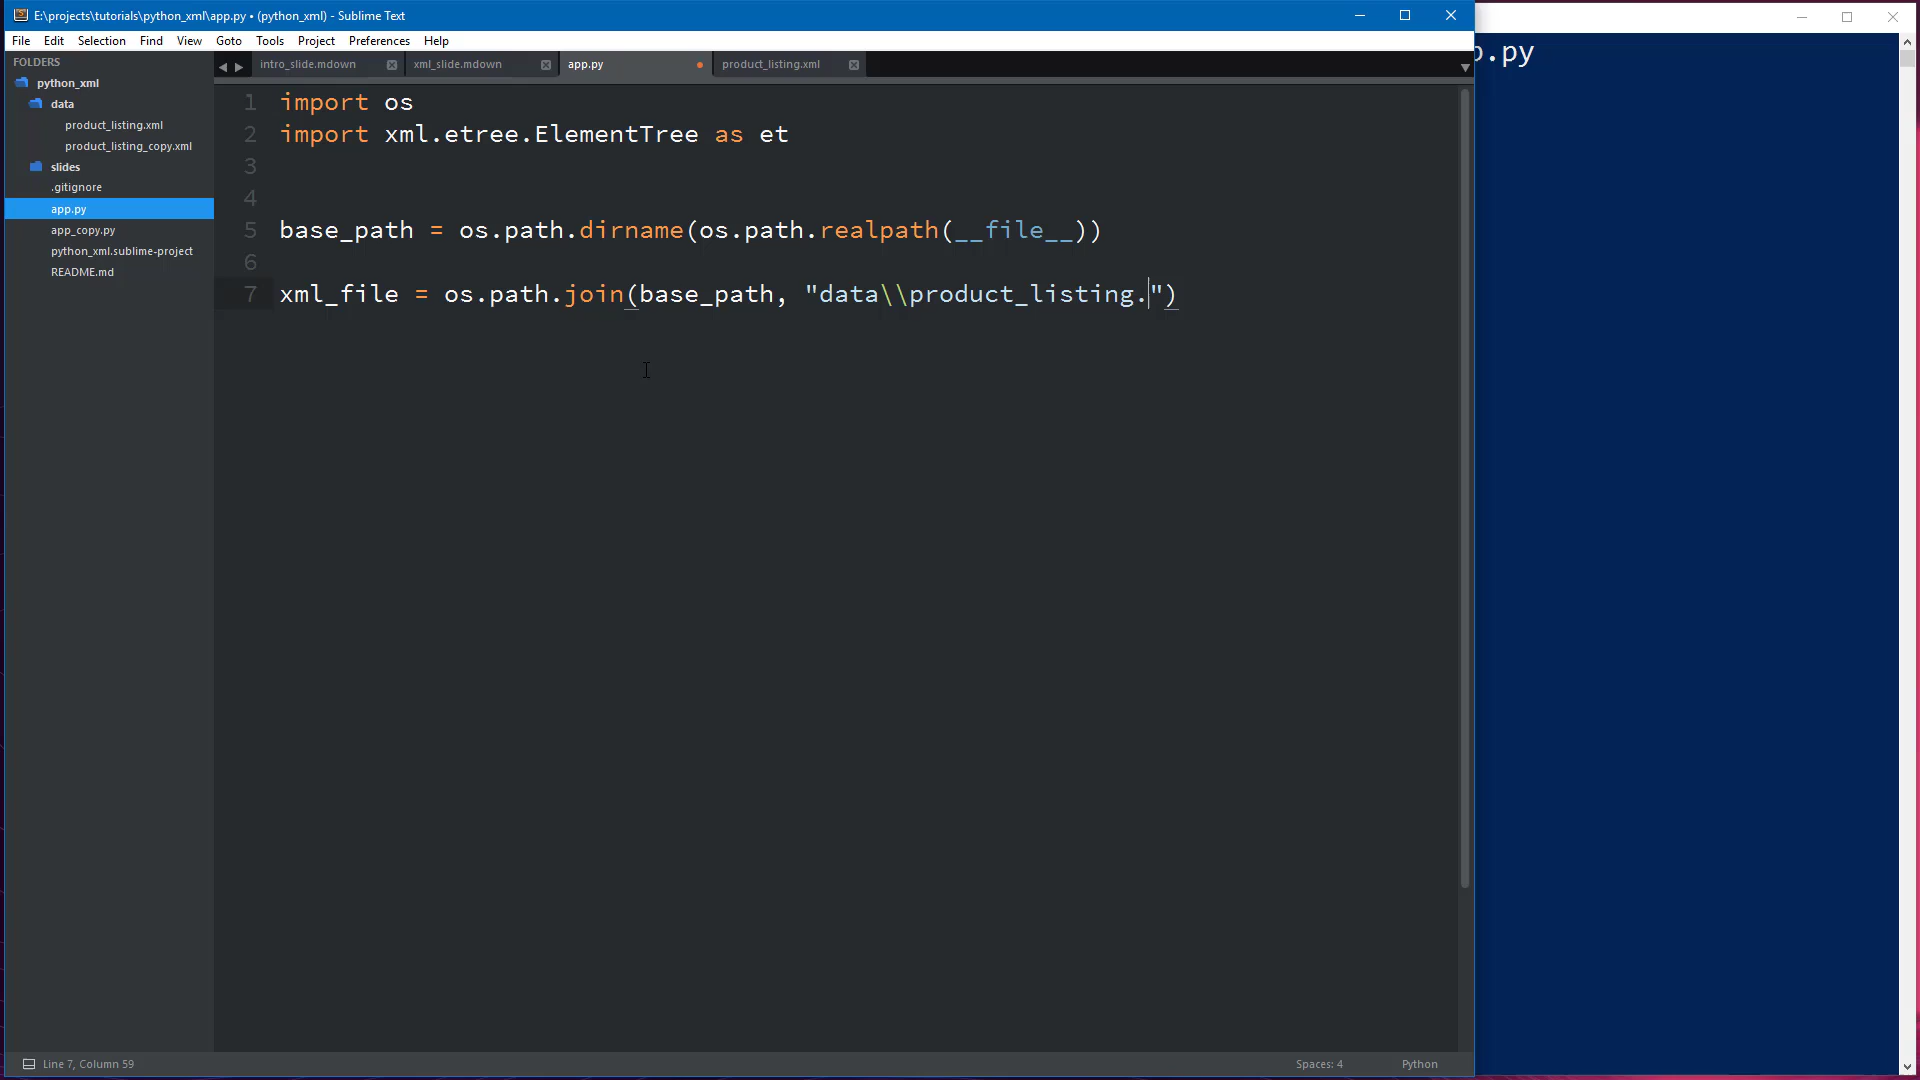 E:\projects\tutorials\python_xml\app.py • (python_xml) - Sublime Text
File Edit Selection Find View Goto Tools Project Preferences Help
FOLDERS
python_xml
data
product_listing.xml
product_listing_copy.xml
slides
.gitignore
app.py
app_copy.py
python_xml.sublime-project
README.md
intro_slide.mdown xml_slide.mdown app.py product_listing.xml
1 import os
2 import xml.etree.ElementTree as et
3
4
5 base_path = os.path.dirname(os.path.realpath(__file__))
6
7 xml_file = os.path.join(base_path, "data\\product_listing.")
Line 7, Column 59
Spaces: 4 Python
p.py